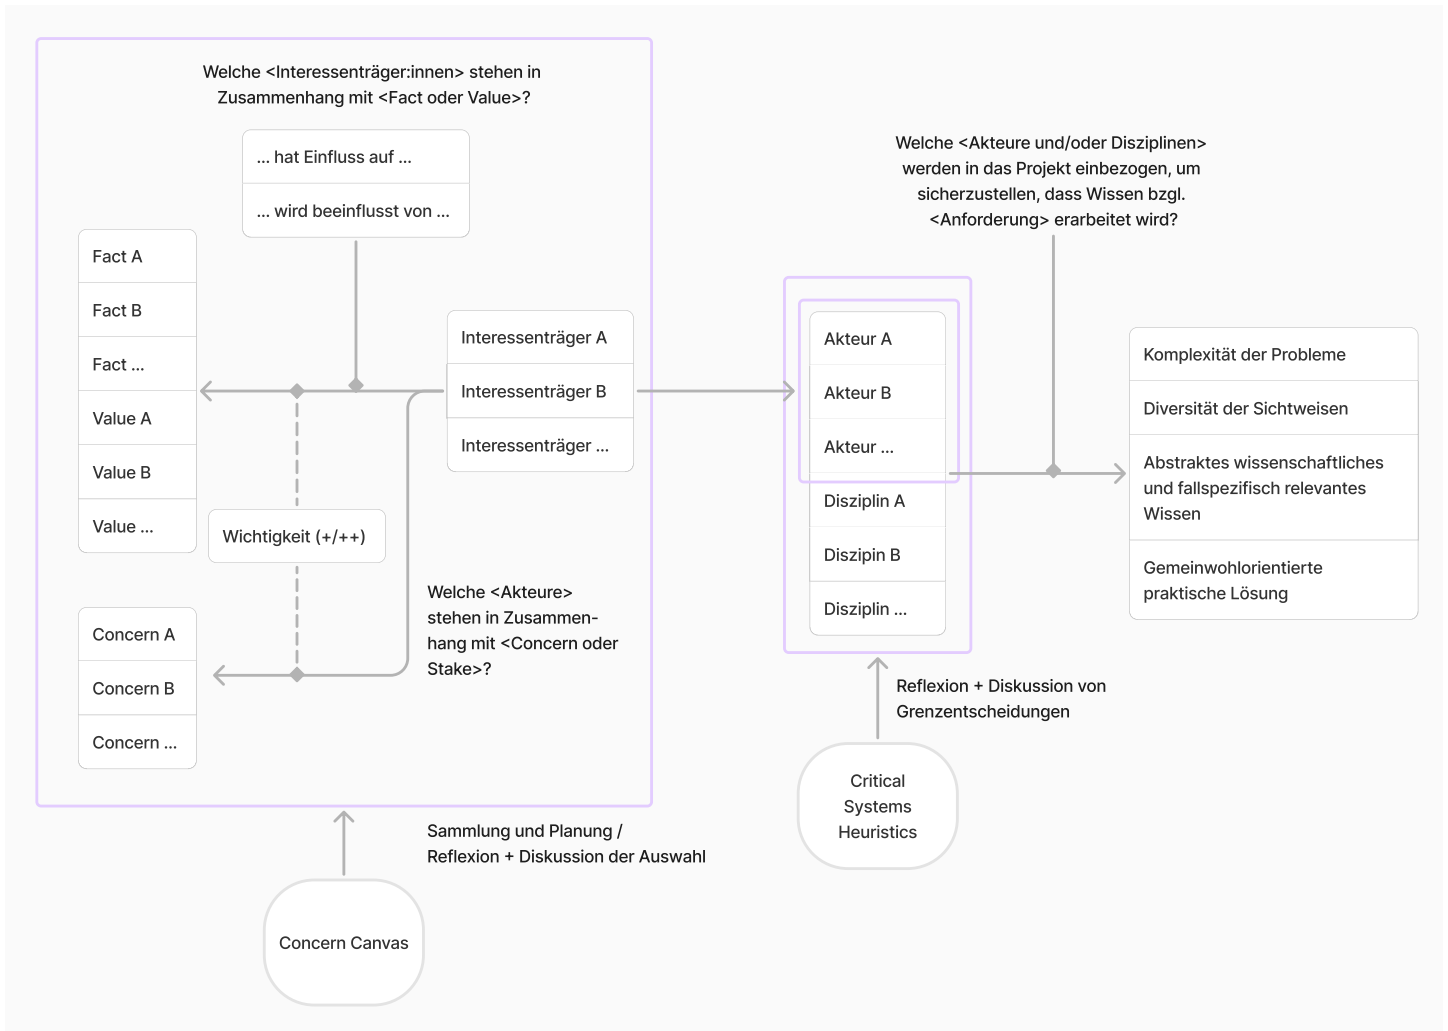 Welche <Interessenträger:innen> stehen in
Zusammenhang mit <Fact oder Value>?
... hat Einfluss auf ...
... wird beeinflusst von ...
Fact A
Fact B
Fact ...
Value A
Value B
Value ...
Interessenträger A
Interessenträger B
Interessenträger ...
Wichtigkeit (+/++)
Concern A
Concern B
Concern ...
Welche <Akteure>
stehen in Zusammen-
hang mit <Concern oder
Stake>?
Sammlung und Planung /
Reflexion + Diskussion der Auswahl
Concern Canvas
Welche <Akteure und/oder Disziplinen>
werden in das Projekt einbezogen, um
sicherzustellen, dass Wissen bzgl.
<Anforderung> erarbeitet wird?
Akteur A
Akteur B
Akteur ...
Disziplin A
Diszipin B
Disziplin ...
Reflexion + Diskussion von
Grenzentscheidungen
Critical
Systems
Heuristics
Komplexität der Probleme
Diversität der Sichtweisen
Abstraktes wissenschaftliches
und fallspezifisch relevantes
Wissen
Gemeinwohlorientierte
praktische Lösung